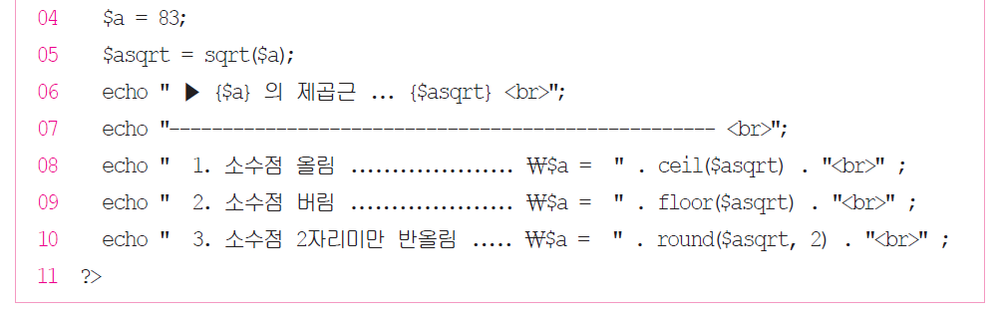 04 $a = 83;
05 $asqrt = sqrt($a);
06 echo " ▶ {$a} 의 제곱근 ... {$asqrt} <br>";
07 echo "--------------------------------------------------- <br>";
08 echo " 1. 소수점 올림 .................... ₩$a = " . ceil($asqrt) . "<br>" ;
09 echo " 2. 소수점 버림 .................... ₩$a = " . floor($asqrt) . "<br>" ;
10 echo " 3. 소수점 2자리미만 반올림 ..... ₩$a = " . round($asqrt, 2) . "<br>" ;
11 ?>